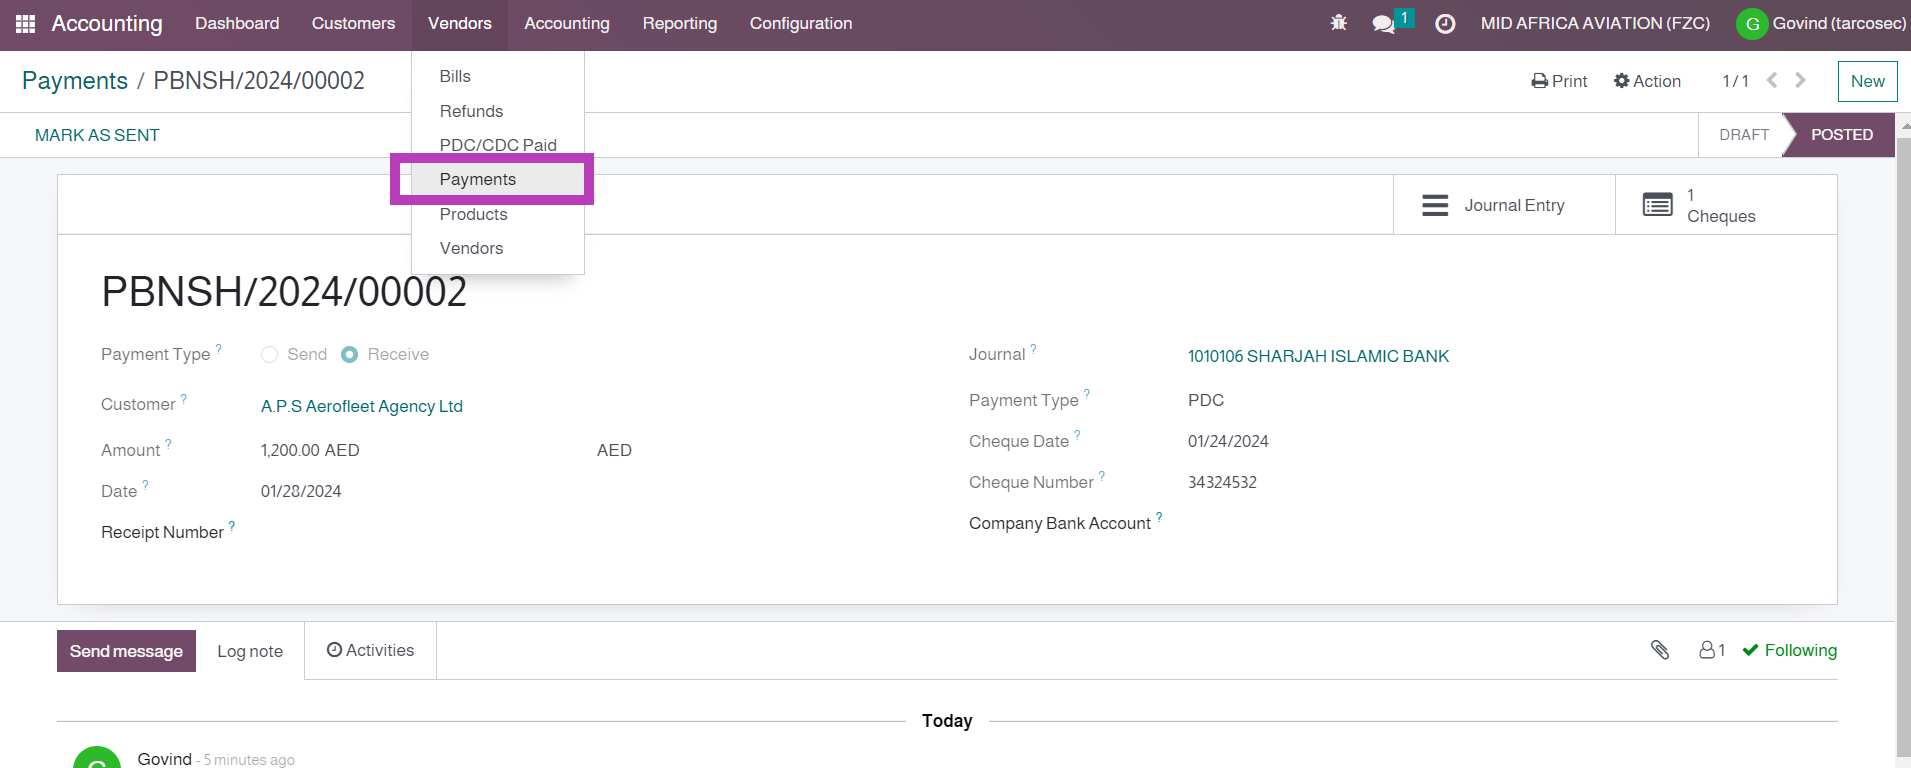 Accounting Dashboard Customers Vendors Accounting Reporting Configuration 1 MID AFRICA AVIATION (FZC) G Govind (tarcosec)
Payments / PBNSH/2024/00002 Print Action 1 / 1 New
Bills
Refunds
PDC/CDC Paid
Payments
Products
Vendors
MARK AS SENT DRAFT POSTED
Journal Entry 1 Cheques
PBNSH/2024/00002
Payment Type ? Send Receive
Customer ? A.P.S Aerofleet Agency Ltd
Amount ? 1,200.00 AED AED
Date ? 01/28/2024
Receipt Number ?
Journal ? 1010106 SHARJAH ISLAMIC BANK
Payment Type ? PDC
Cheque Date ? 01/24/2024
Cheque Number ? 34324532
Company Bank Account ?
Send message Log note Activities 1 Following
Today
G Govind - 5 minutes ago